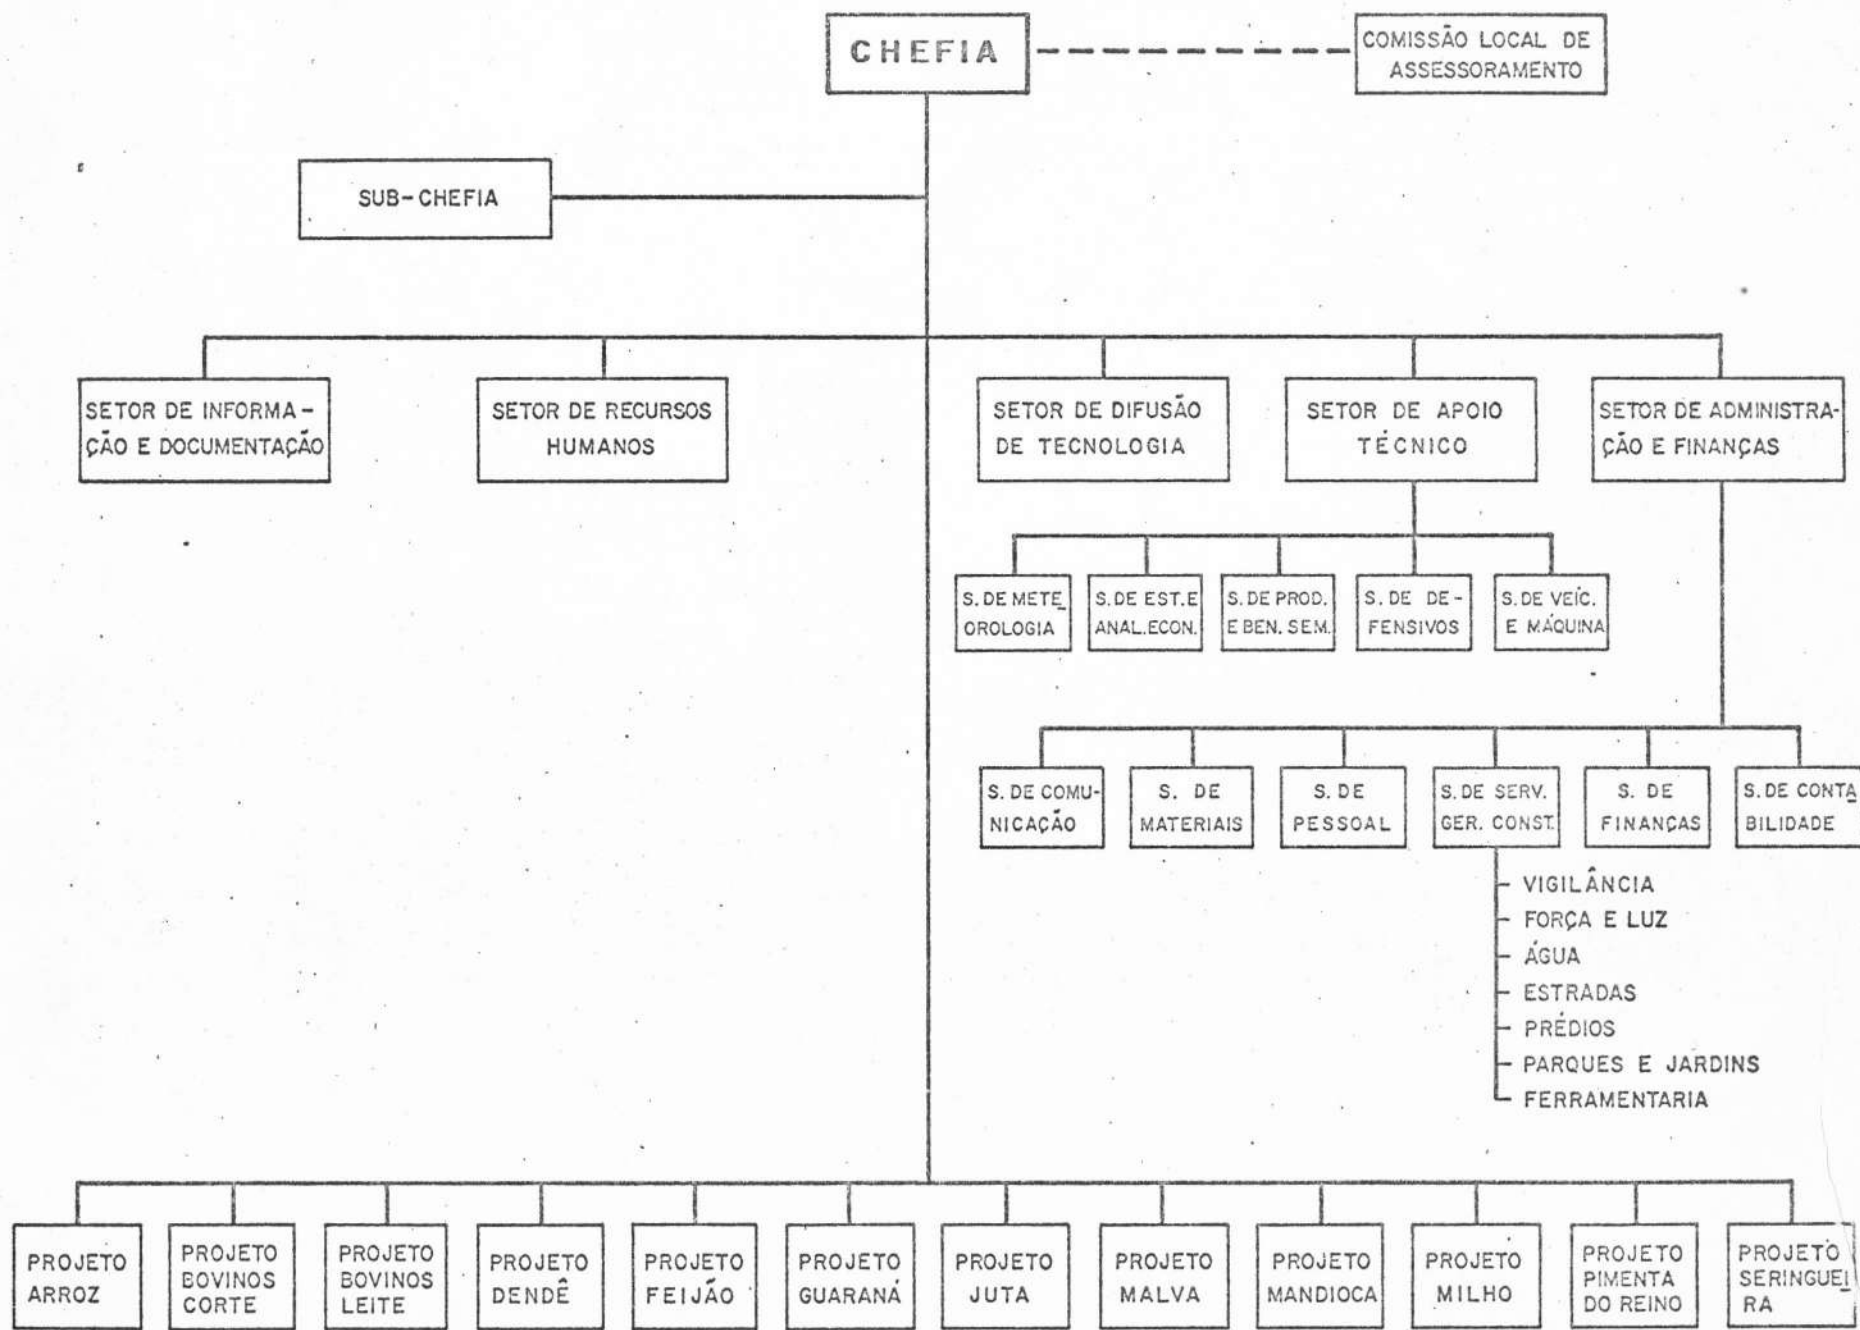 CHEFIA
COMISSÃO LOCAL DE
ASSESSORAMENTO
SUB-CHEFIA
SETOR DE INFORMA-
ÇÃO E DOCUMENTAÇÃO
SETOR DE RECURSOS
HUMANOS
SETOR DE DIFUSÃO
DE TECNOLOGIA
SETOR DE APOIO
TÉCNICO
SETOR DE ADMINISTRA-
ÇÃO E FINANÇAS
S. DE METE
OROLOGIA
S. DE EST. E
ANAL. ECON.
S. DE PROD.
E BEN. SEM.
S. DE DE-
FENSIVOS
S. DE VEÍC.
E MÁQUINA
S. DE COMU-
NICAÇÃO
S. DE
MATERIAIS
S. DE
PESSOAL
S. DE SERV.
GER. CONST.
S. DE
FINANÇAS
S. DE CONTA
BILIDADE
VIGILÂNCIA
FORÇA E LUZ
ÁGUA
ESTRADAS
PRÉDIOS
PARQUES E JARDINS
FERRAMENTARIA
PROJETO
ARROZ
PROJETO
BOVINOS
CORTE
PROJETO
BOVINOS
LEITE
PROJETO
DENDÊ
PROJETO
FEIJÃO
PROJETO
GUARANÁ
PROJETO
JUTA
PROJETO
MALVA
PROJETO
MANDIOCA
PROJETO
MILHO
PROJETO
PIMENTA
DO REINO
PROJETO
SERINGUEI
RA